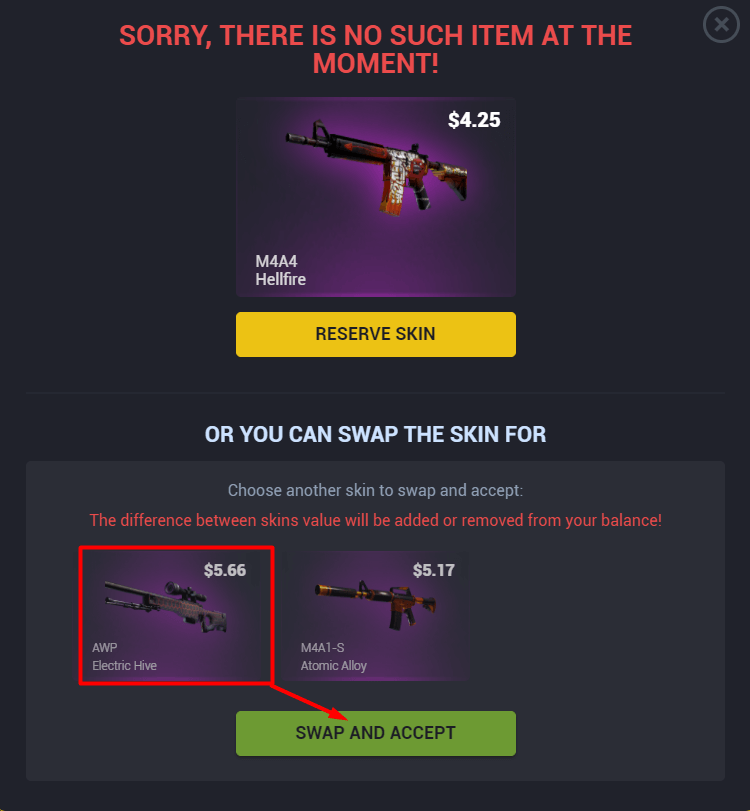 SORRY, THERE IS NO SUCH ITEM AT THE
MOMENT!
$4.25
M4A4
Hellfire
RESERVE SKIN
OR YOU CAN SWAP THE SKIN FOR
Choose another skin to swap and accept:
The difference between skins value will be added or removed from your balance!
$5.66
AWP
Electric Hive
$5.17
M4A1-S
Atomic Alloy
SWAP AND ACCEPT